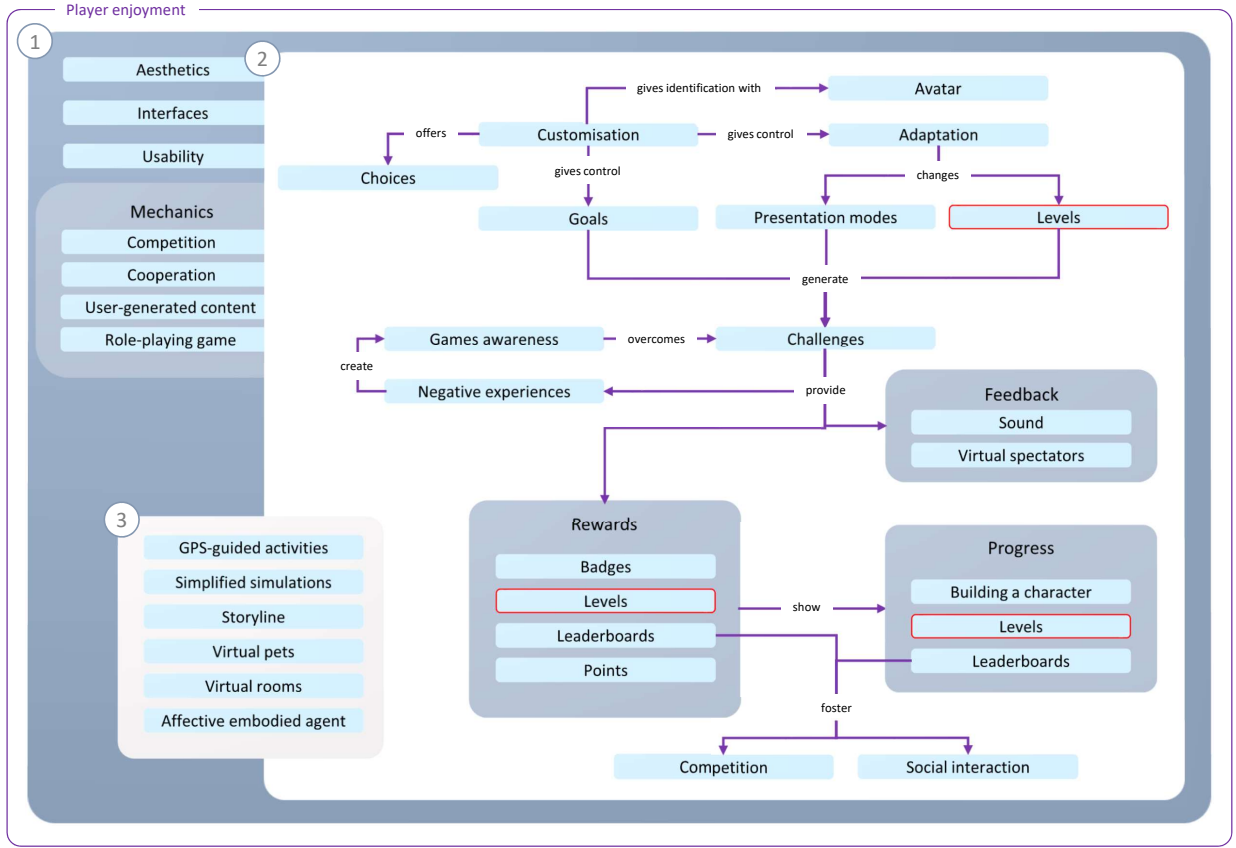 Player enjoyment
1
Aesthetics
Interfaces
Usability
Mechanics
Competition
Cooperation
User-generated content
Role-playing game
2
gives identification with
Avatar
offers
Customisation
gives control
Adaptation
Choices
gives control
changes
Goals
Presentation modes
Levels
generate
Games awareness
overcomes
Challenges
create
Negative experiences
provide
Feedback
Sound
Virtual spectators
3
GPS-guided activities
Simplified simulations
Storyline
Virtual pets
Virtual rooms
Affective embodied agent
Rewards
Badges
Levels
Leaderboards
Points
show
Progress
Building a character
Levels
Leaderboards
foster
Competition
Social interaction